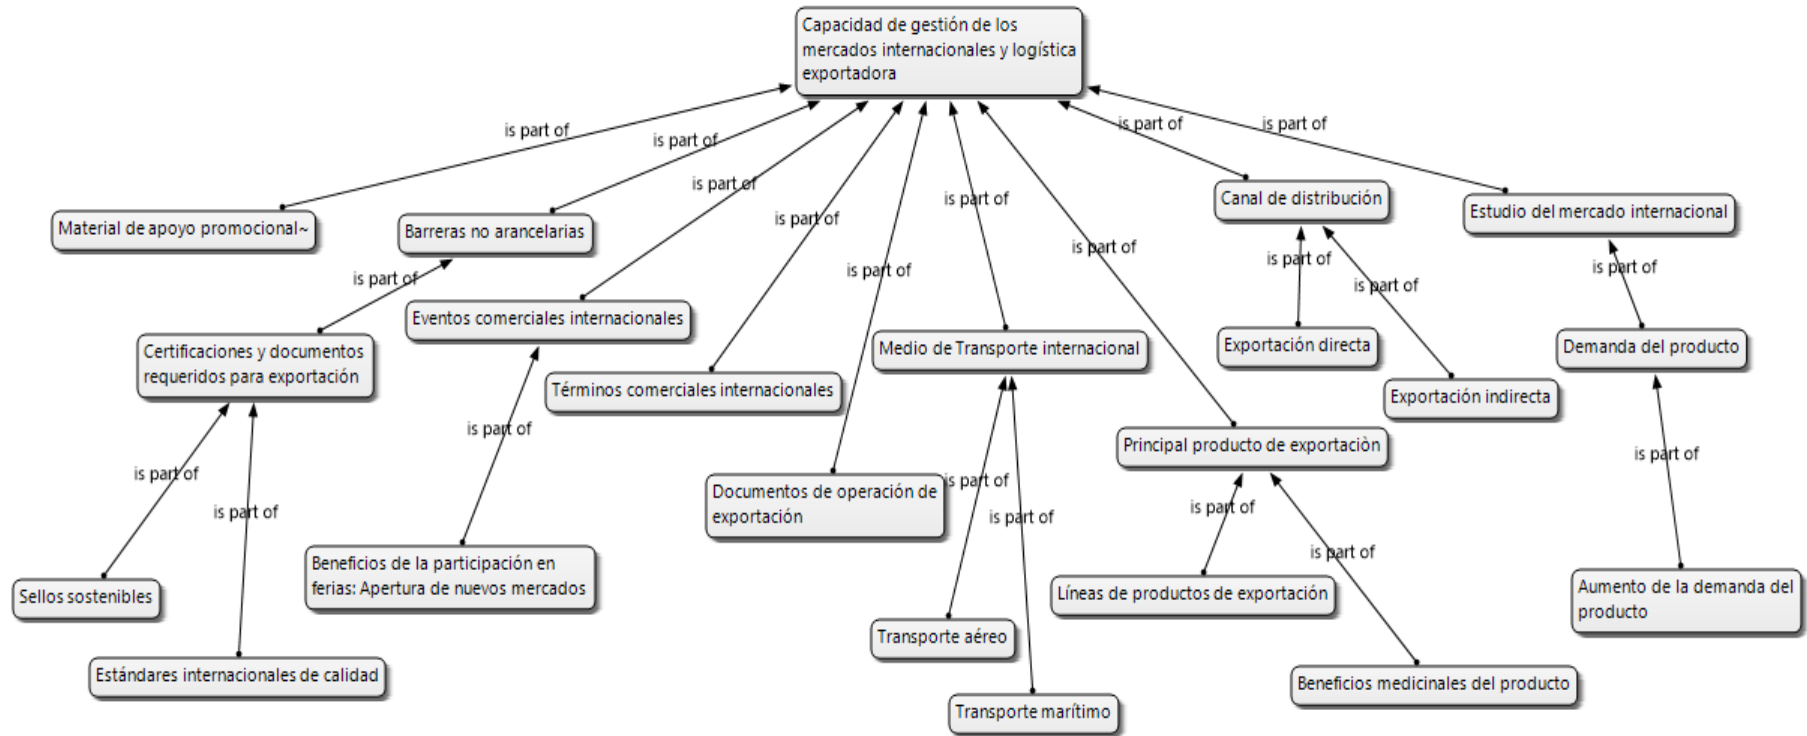 Capacidad de gestión de los
mercados internacionales y logística
exportadora
is part of
is part of
is part of
is part of
is part of
is part of
is part of
is part of
is part of
Material de apoyo promocional~
Barreras no arancelarias
Canal de distribución
Estudio del mercado internacional
is part of
is part of
is part of
is part of
Eventos comerciales internacionales
Certificaciones y documentos
requeridos para exportación
Medio de Transporte internacional
Exportación directa
Demanda del producto
Términos comerciales internacionales
Exportación indirecta
is part of
Principal producto de exportaciòn
is part of
is part of
is part of
is part of
is part of
is part of
is part of
is part of
Documentos de operación de
exportación
Beneficios de la participación en
ferias: Apertura de nuevos mercados
Sellos sostenibles
Líneas de productos de exportación
Aumento de la demanda del
producto
Transporte aéreo
Estándares internacionales de calidad
Beneficios medicinales del producto
Transporte marítimo